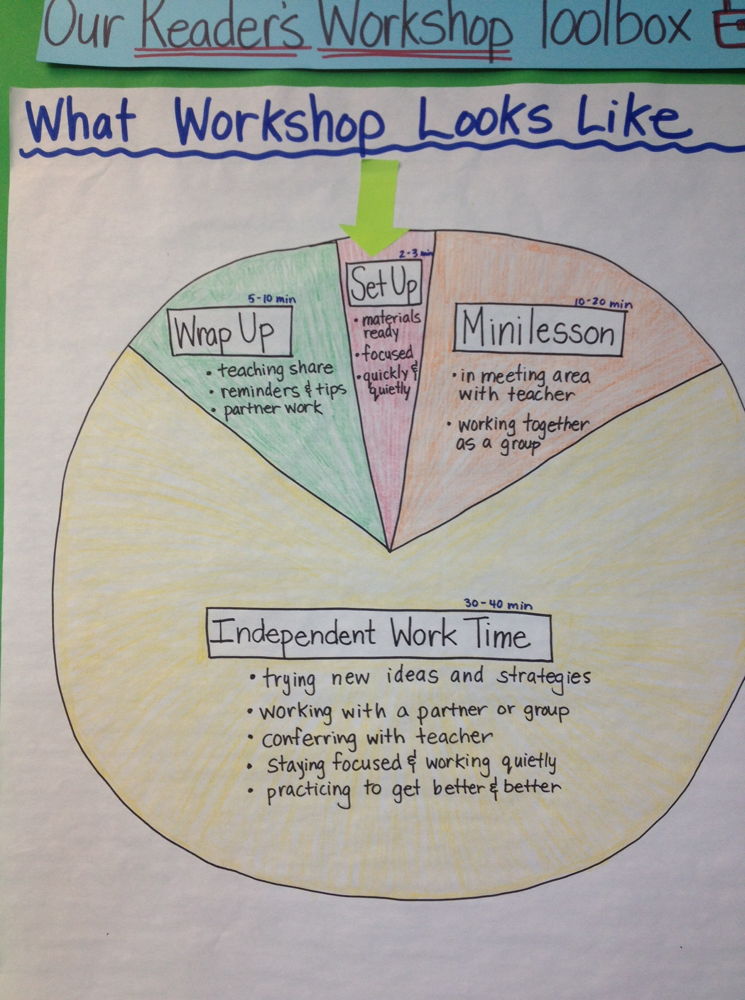 Our Reader's Workshop Toolbox
What Workshop Looks Like
2-3 min
Set Up
• materials
ready
• focused
• quickly &
quietly
10-20 min
Minilesson
• in meeting area
with teacher
• working together
as a group
30-40 min
Independent Work Time
• trying new ideas and strategies
• working with a partner or group
• conferring with teacher
• staying focused & working quietly
• practicing to get better & better
5-10 min
Wrap Up
• teaching share
• reminders & tips
• partner work